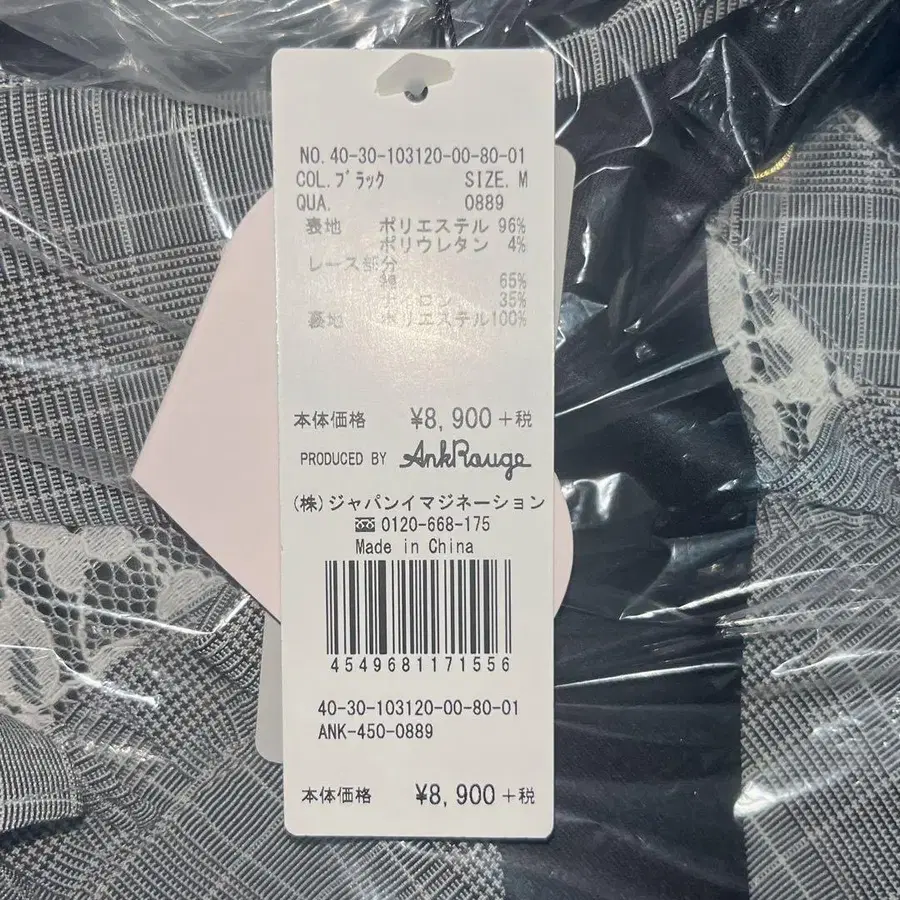 NO. 40-30-103120-00-80-01
COL. ブラック SIZE. M
QUA. 0889
表地 ポリエステル 96%
ポリウレタン 4%
レース部分
綿 65%
ナイロン 35%
裏地 ポリエステル100%
本体価格 ¥8,900+税
PRODUCED BY AnkRouge
(株)ジャパンイマジネーション
0120-668-175
Made in China
4549681171556
40-30-103120-00-80-01
ANK-450-0889
本体価格 ¥8,900+税